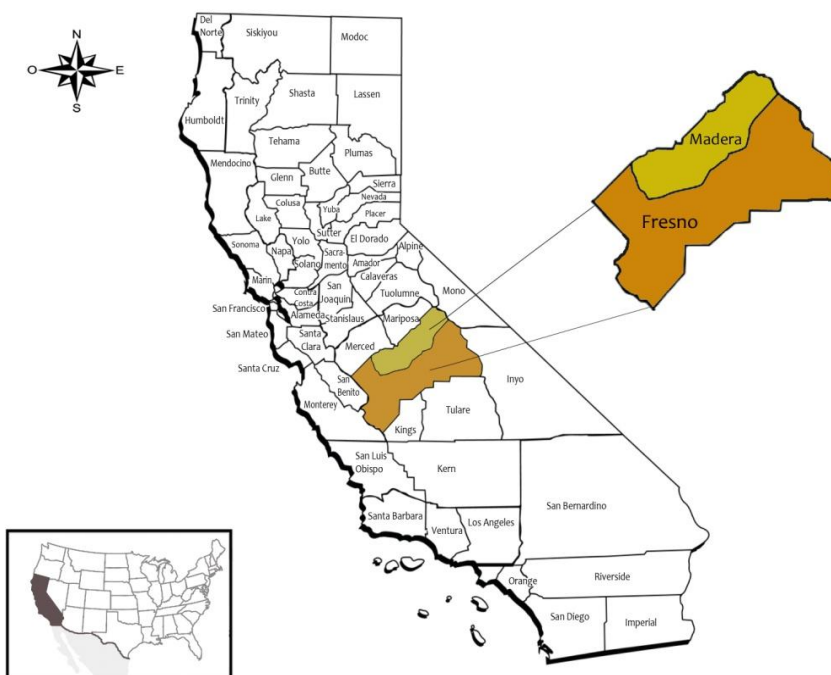 N
O
E
S
Del
Norte
Siskiyou
Modoc
Humboldt
Trinity
Shasta
Lassen
Tehama
Plumas
Mendocino
Glenn
Butte
Sierra
Nevada
Colusa
Yuba
Placer
Lake
Sutter
Sonoma
Napa
Yolo
Sacra-
mento
El Dorado
Alpine
Solano
Amador
Calaveras
Marin
Contra
Costa
San
Joaquin
Tuolumne
Mono
San Francisco
Alameda
Stanislaus
Mariposa
San Mateo
Santa
Clara
Merced
Santa Cruz
San
Benito
Monterey
Kings
Tulare
Inyo
San Luis
Obispo
Kern
Santa Barbara
Ventura
Los Angeles
San Bernardino
Orange
Riverside
San Diego
Imperial
Madera
Fresno